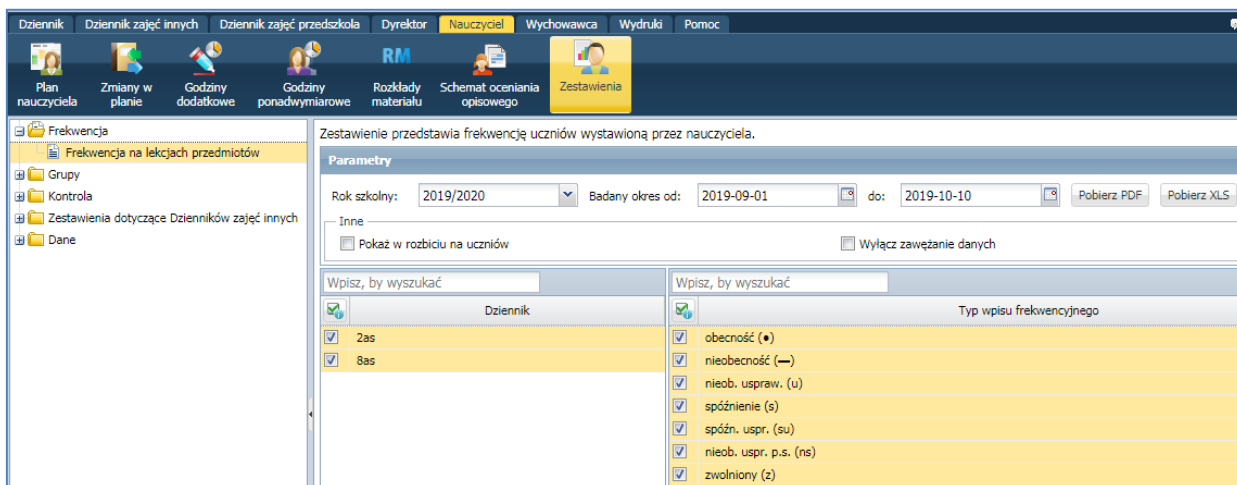 Dziennik Dziennik zajęć innych Dziennik zajęć przedszkola Dyrektor Nauczyciel Wychowawca Wydruki Pomoc
RM
Plan nauczyciela
Zmiany w planie
Godziny dodatkowe
Godziny ponadwymiarowe
Rozkłady materiału
Schemat oceniania opisowego
Zestawienia
Frekwencja
Frekwencja na lekcjach przedmiotów
Grupy
Kontrola
Zestawienia dotyczące Dzienników zajęć innych
Dane
Zestawienie przedstawia frekwencję uczniów wystawioną przez nauczyciela.
Parametry
Rok szkolny: 2019/2020 Badany okres od: 2019-09-01 do: 2019-10-10 Pobierz PDF Pobierz XLS
Inne
Pokaż w rozbiciu na uczniów Wyłącz zawężanie danych
Wpisz, by wyszukać
Dziennik
2as
8as
Wpisz, by wyszukać
Typ wpisu frekwencyjnego
obecność (●)
nieobecność (—)
nieob. uspraw. (u)
spóźnienie (s)
spóźn. uspr. (su)
nieob. uspr. p.s. (ns)
zwolniony (z)